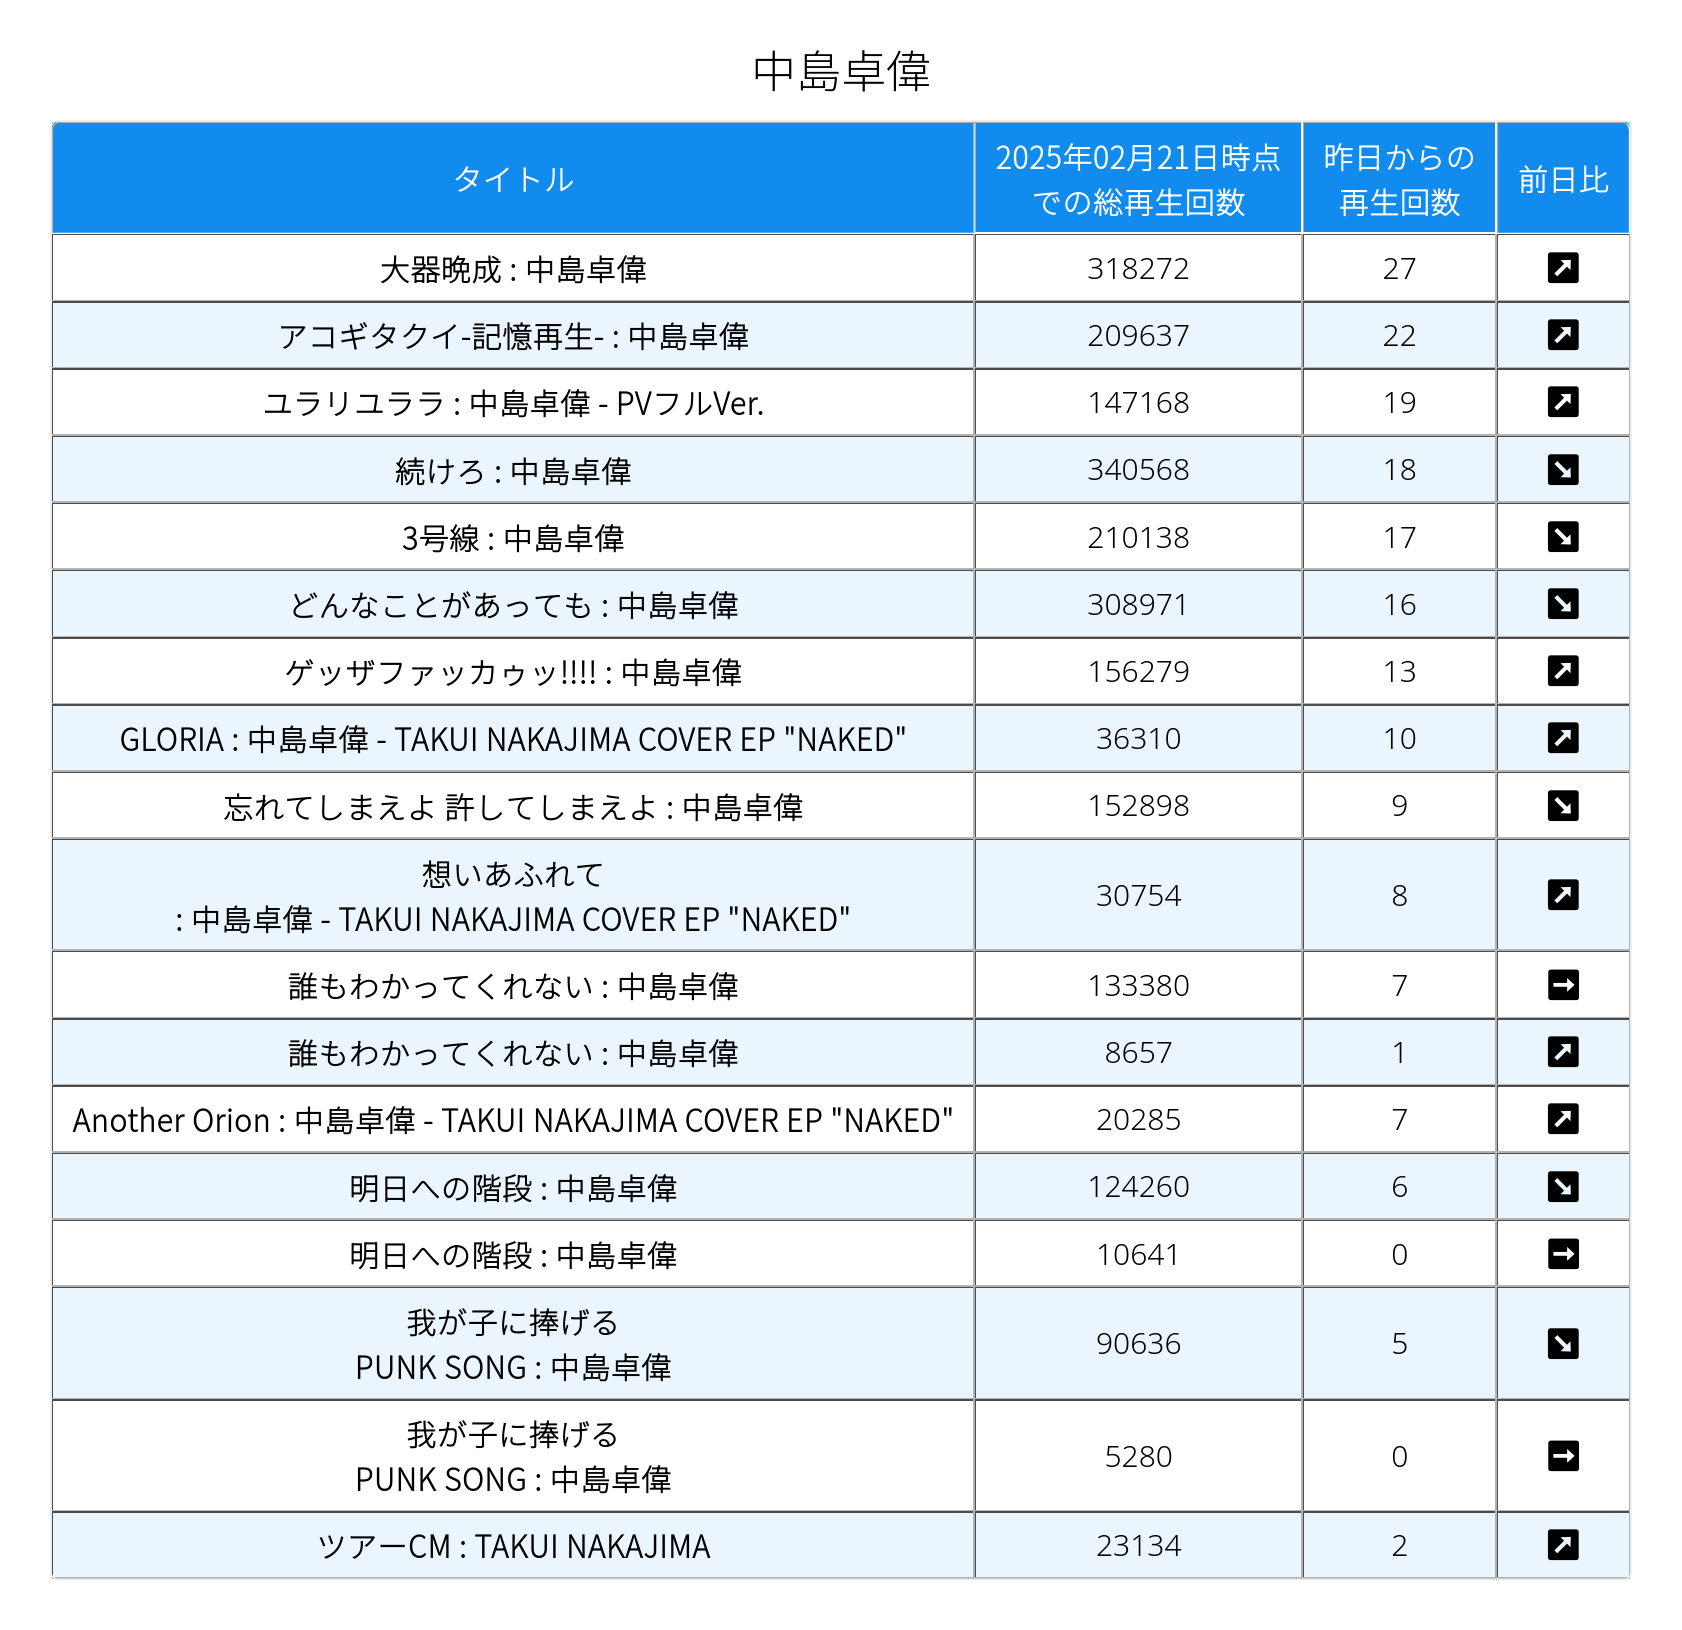 中島卓偉
タイトル
2025年02月21日時点
での総再生回数
昨日からの
再生回数
前日比
大器晩成 : 中島卓偉 318272 27 ↗
アコギタクイ-記憶再生- : 中島卓偉 209637 22 ↗
ユラリユララ : 中島卓偉 - PVフルVer. 147168 19 ↗
続けろ : 中島卓偉 340568 18 ↘
3号線 : 中島卓偉 210138 17 ↘
どんなことがあっても : 中島卓偉 308971 16 ↘
ゲッザファッカゥッ!!!! : 中島卓偉 156279 13 ↗
GLORIA : 中島卓偉 - TAKUI NAKAJIMA COVER EP "NAKED" 36310 10 ↗
忘れてしまえよ 許してしまえよ : 中島卓偉 152898 9 ↘
想いあふれて
: 中島卓偉 - TAKUI NAKAJIMA COVER EP "NAKED" 30754 8 ↗
誰もわかってくれない : 中島卓偉 133380 7 →
誰もわかってくれない : 中島卓偉 8657 1 ↗
Another Orion : 中島卓偉 - TAKUI NAKAJIMA COVER EP "NAKED" 20285 7 ↗
明日への階段 : 中島卓偉 124260 6 ↘
明日への階段 : 中島卓偉 10641 0 →
我が子に捧げる
PUNK SONG : 中島卓偉 90636 5 ↘
我が子に捧げる
PUNK SONG : 中島卓偉 5280 0 →
ツアーCM : TAKUI NAKAJIMA 23134 2 ↗